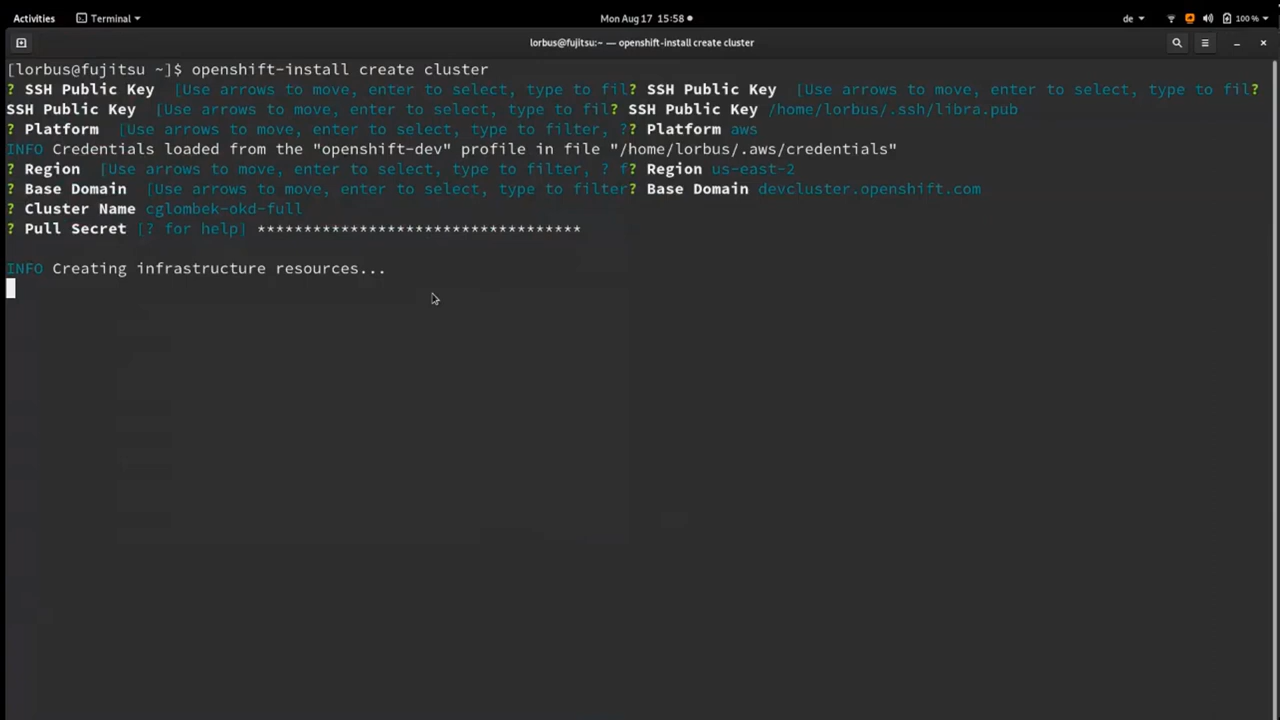 Activities Terminal Mon Aug 17 15:58 de 100 %
lorbus@fujitsu:~ — openshift-install create cluster
[lorbus@fujitsu ~]$ openshift-install create cluster
? SSH Public Key  [Use arrows to move, enter to select, type to fil? SSH Public Key  [Use arrows to move, enter to select, type to fil?
SSH Public Key  [Use arrows to move, enter to select, type to fil? SSH Public Key /home/lorbus/.ssh/libra.pub
? Platform  [Use arrows to move, enter to select, type to filter, ?? Platform aws
INFO Credentials loaded from the "openshift-dev" profile in file "/home/lorbus/.aws/credentials"
? Region  [Use arrows to move, enter to select, type to filter, ? f? Region us-east-2
? Base Domain  [Use arrows to move, enter to select, type to filter? Base Domain devcluster.openshift.com
? Cluster Name cglombek-okd-full
? Pull Secret [? for help] ***********************************
INFO Creating infrastructure resources...